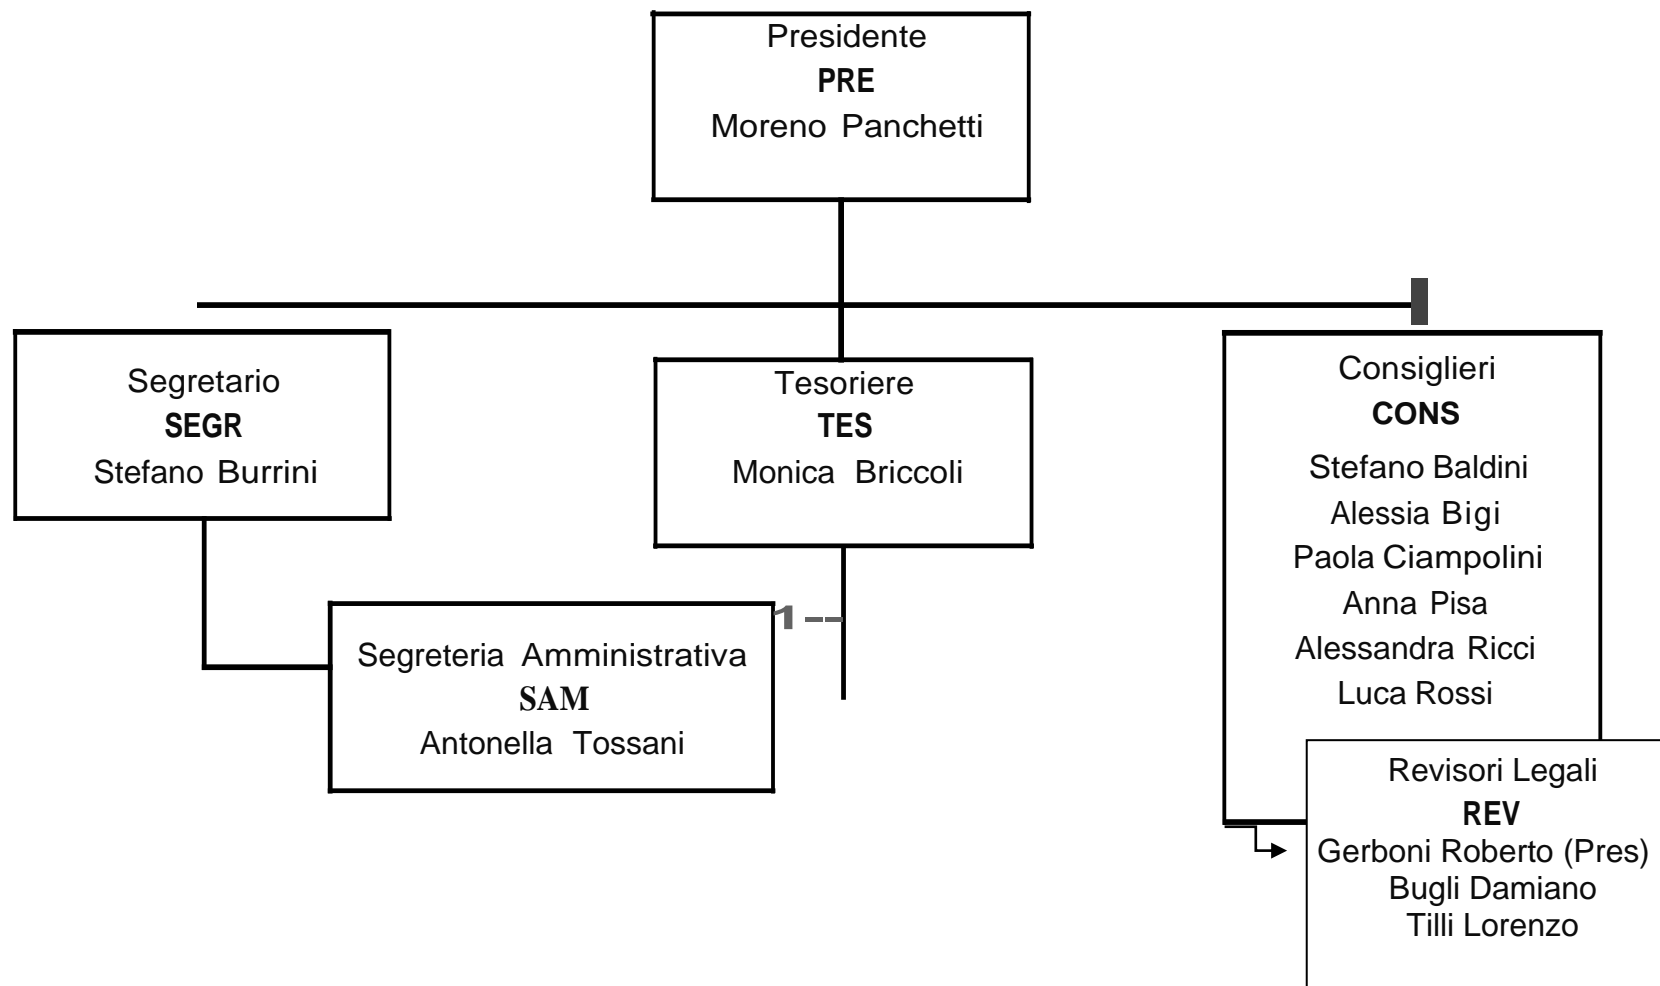 Presidente
PRE
Moreno Panchetti
Segretario
SEGR
Stefano Burrini
Tesoriere
TES
Monica Briccoli
Consiglieri
CONS
Stefano Baldini
Alessia Bigi
Paola Ciampolini
Anna Pisa
Alessandra Ricci
Luca Rossi
1--
Segreteria Amministrativa
SAM
Antonella Tossani
Revisori Legali
REV
Gerboni Roberto (Pres)
Bugli Damiano
Tilli Lorenzo